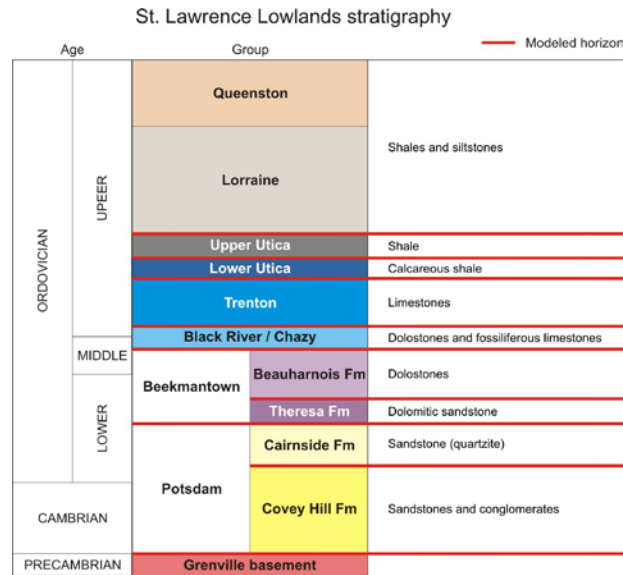 St. Lawrence Lowlands stratigraphy
Age
Group
Modeled horizon
Queenston
Shales and siltstones
Lorraine
UPEER
ORDOVICIAN
Upper Utica
Shale
Lower Utica
Calcareous shale
Trenton
Limestones
Black River / Chazy
Dolostones and fossiliferous limestones
MIDDLE
Beekmantown
Beauharnois Fm
Dolostones
Theresa Fm
Dolomitic sandstone
LOWER
Cairnside Fm
Sandstone (quartzite)
Potsdam
Covey Hill Fm
Sandstones and conglomerates
CAMBRIAN
PRECAMBRIAN
Grenville basement